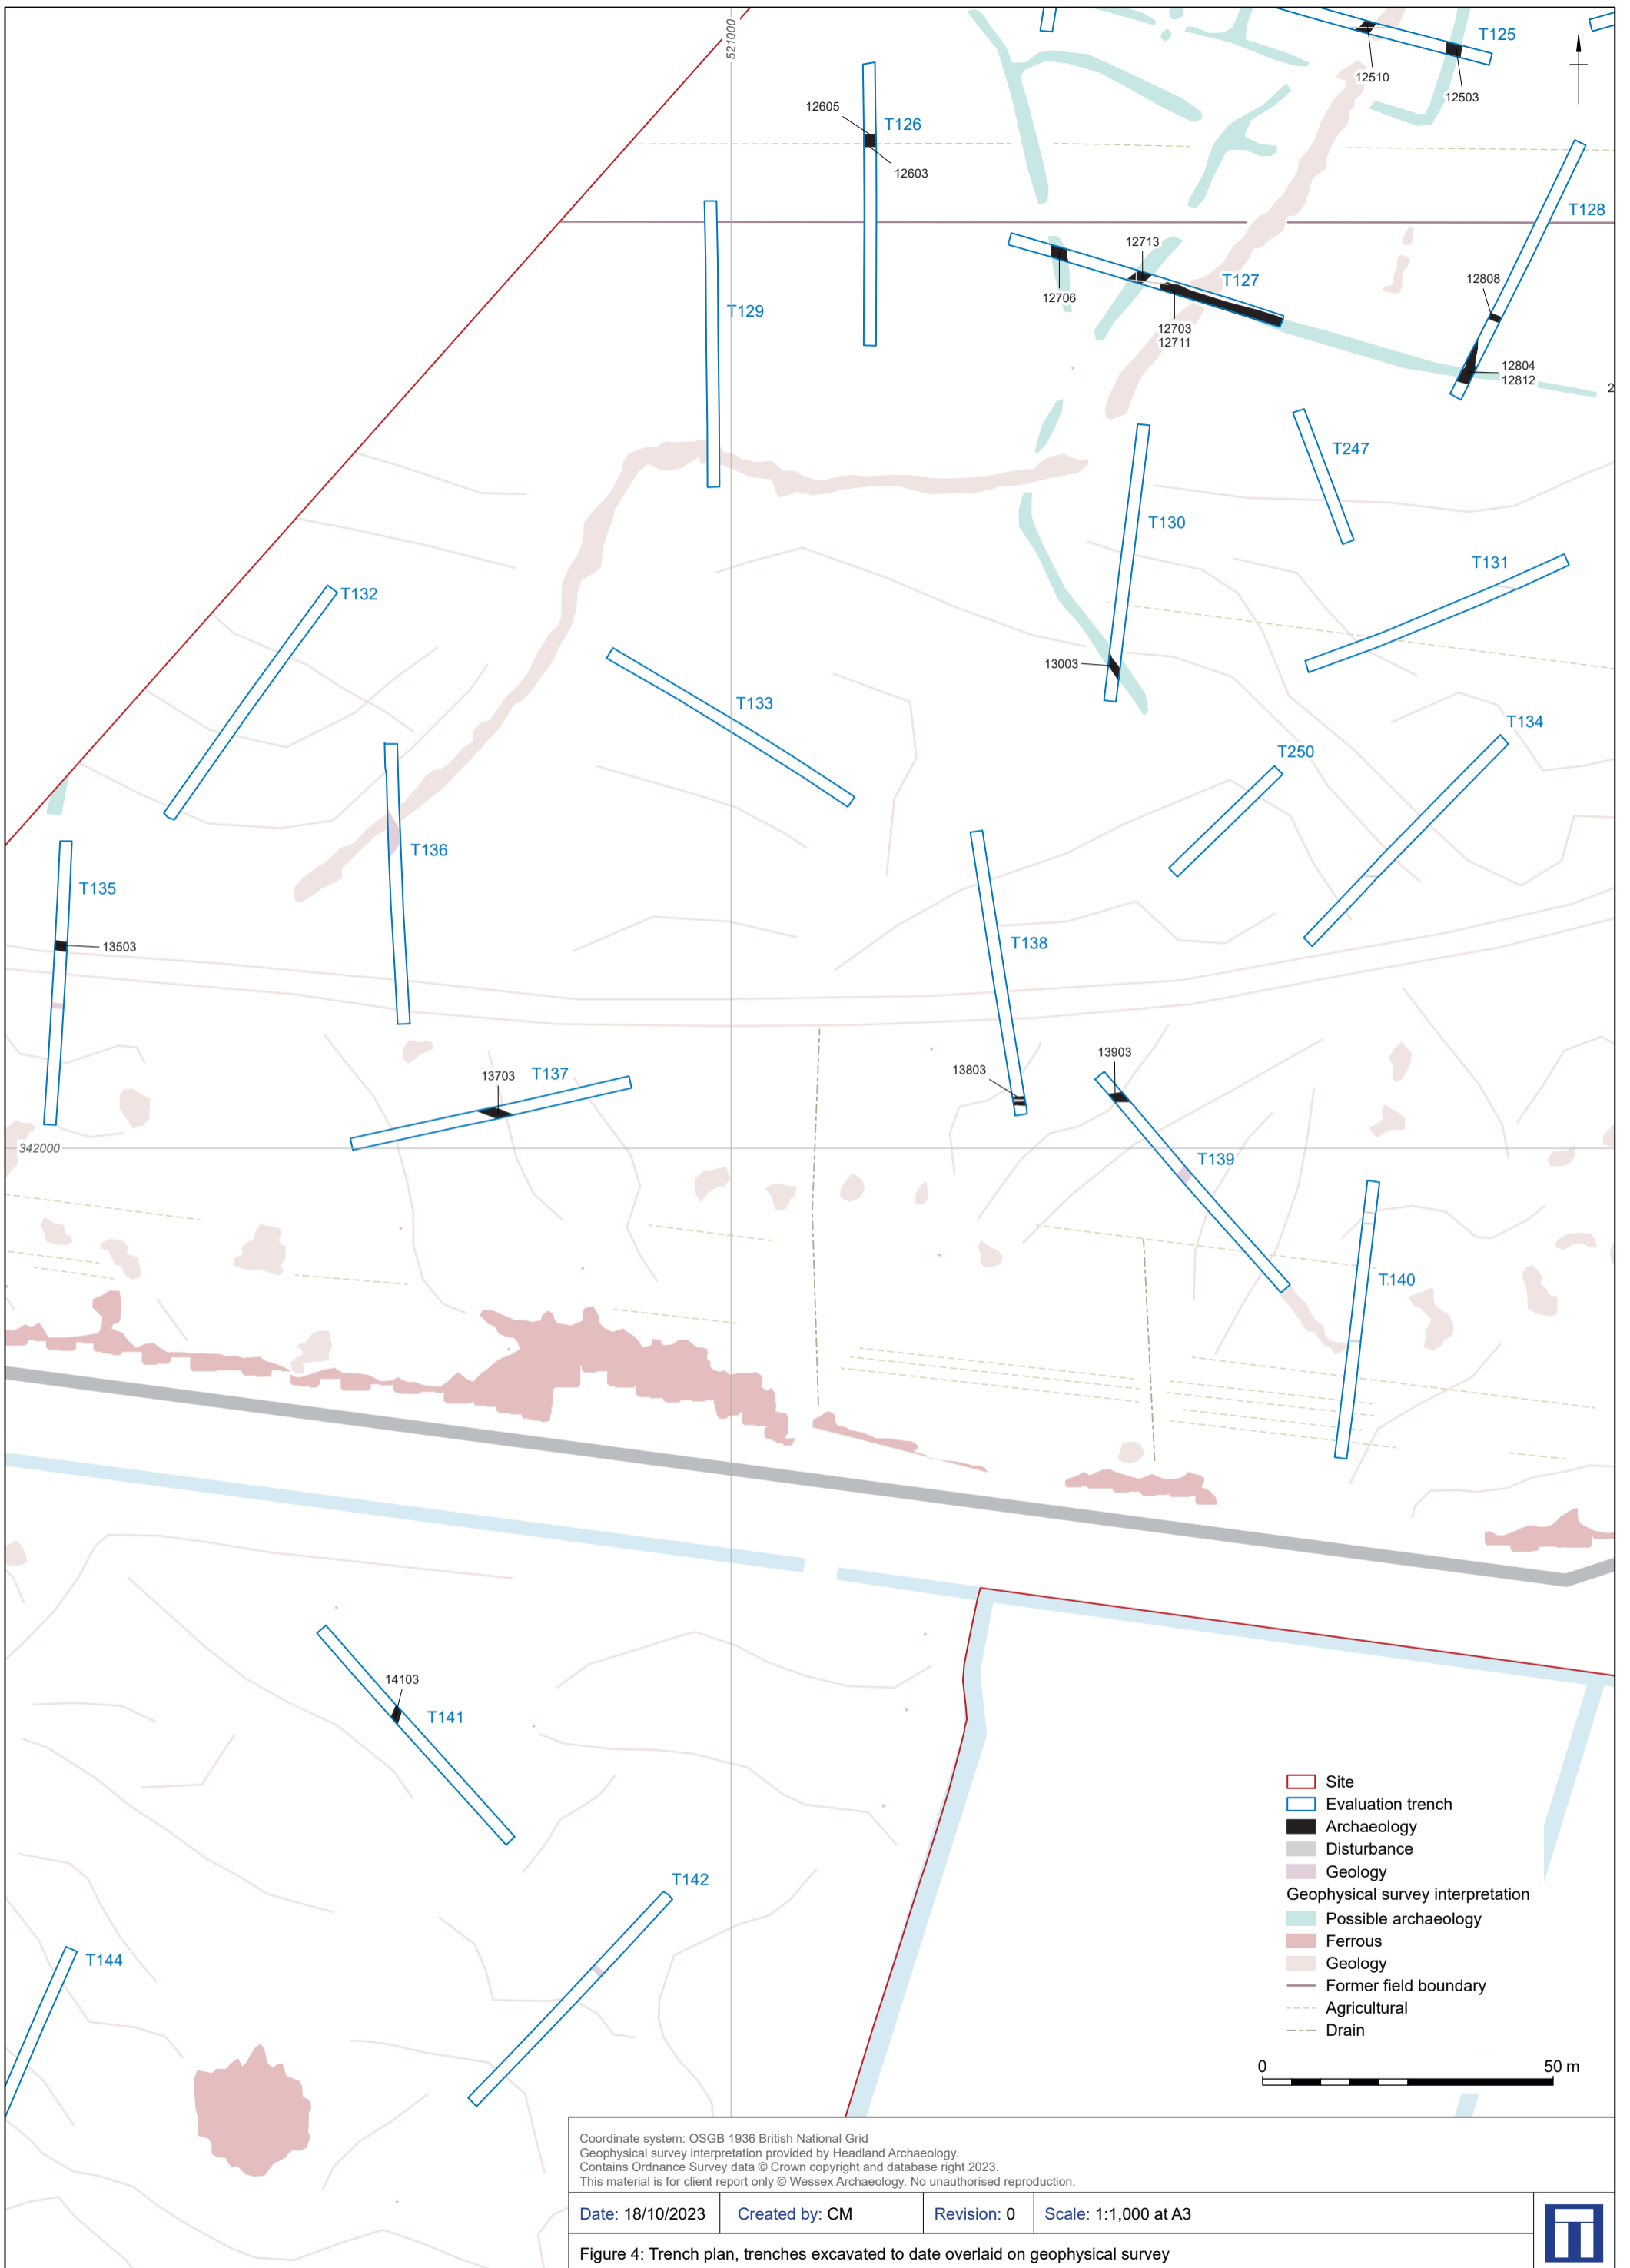 521000
T125
12510
12503
12605
T126
12603
T128
12713
T127
12706
12808
T129
12703
12711
12804
12812
2
T247
T130
T131
T132
13003
T133
T134
T250
T136
T135
T138
13503
13903
13803
13703
T137
342000
T139
T140
14103
T141
Site
Evaluation trench
Archaeology
Disturbance
Geology
Geophysical survey interpretation
Possible archaeology
Ferrous
Geology
Former field boundary
Agricultural
Drain
T142
T144
0 50 m
Coordinate system: OSGB 1936 British National Grid
Geophysical survey interpretation provided by Headland Archaeology.
Contains Ordnance Survey data © Crown copyright and database right 2023.
This material is for client report only © Wessex Archaeology. No unauthorised reproduction.
Date: 18/10/2023 Created by: CM Revision: 0 Scale: 1:1,000 at A3
Figure 4: Trench plan, trenches excavated to date overlaid on geophysical survey